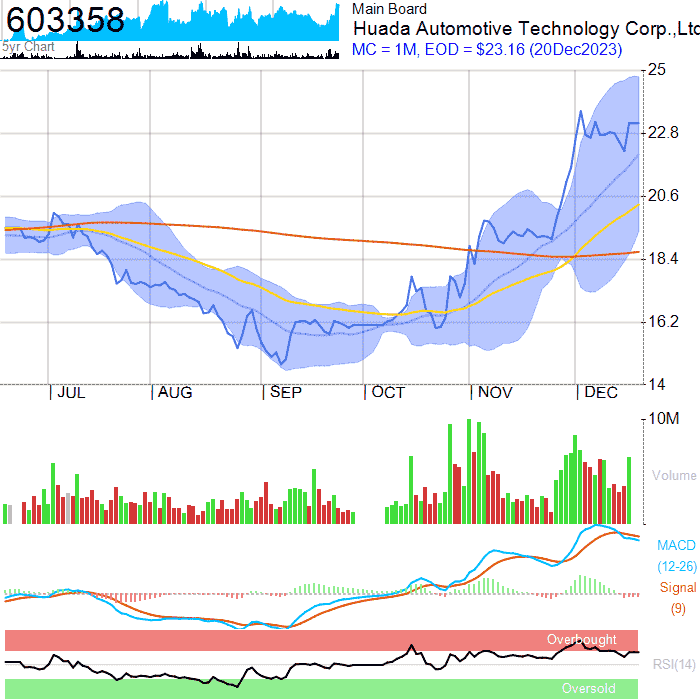 603358
5yr Chart
Main Board
Huada Automotive Technology Corp.,Ltd
MC = 1M, EOD = $23.16 (20Dec2023)
25
22.8
20.6
18.4
16.2
14
JUL AUG SEP OCT NOV DEC
10M
Volume
MACD
(12-26)
Signal
(9)
Overbought
RSI(14)
Oversold